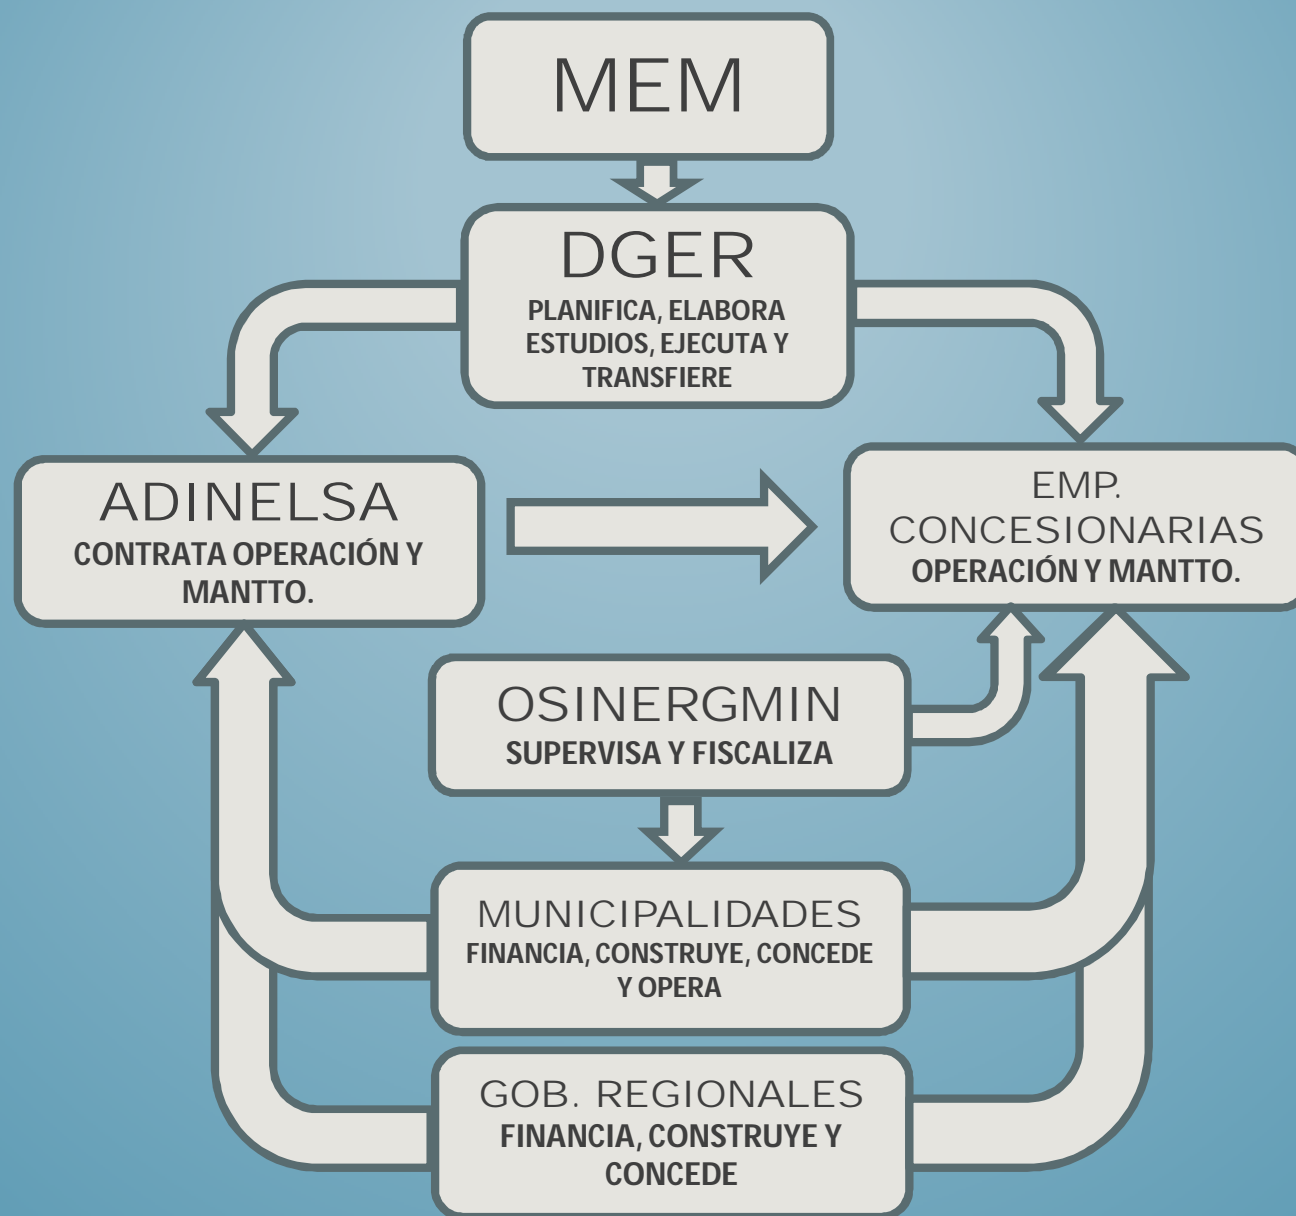 MEM
DGER
PLANIFICA, ELABORA
ESTUDIOS, EJECUTA Y
TRANSFIERE
ADINELSA
CONTRATA OPERACIÓN Y
MANTTO.
EMP.
CONCESIONARIAS
OPERACIÓN Y MANTTO.
OSINERGMIN
SUPERVISA Y FISCALIZA
MUNICIPALIDADES
FINANCIA, CONSTRUYE, CONCEDE
Y OPERA
GOB. REGIONALES
FINANCIA, CONSTRUYE Y
CONCEDE